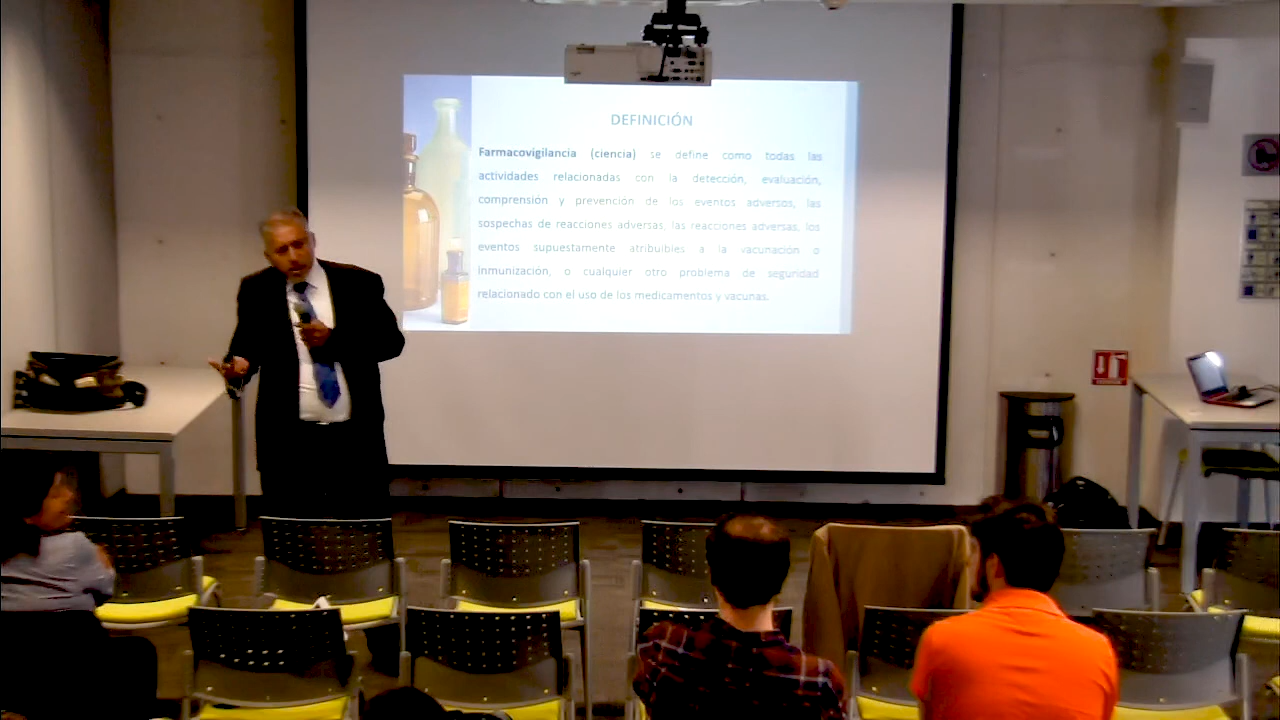 DEFINICIÓN
Farmacovigilancia (ciencia) se define como todas las
actividades relacionadas con la detección, evaluación,
comprensión y prevención de los eventos adversos, las
sospechas de reacciones adversas, las reacciones adversas, los
eventos supuestamente atribuibles a la vacunación o
inmunización, o cualquier otro problema de seguridad
relacionado con el uso de los medicamentos y vacunas.